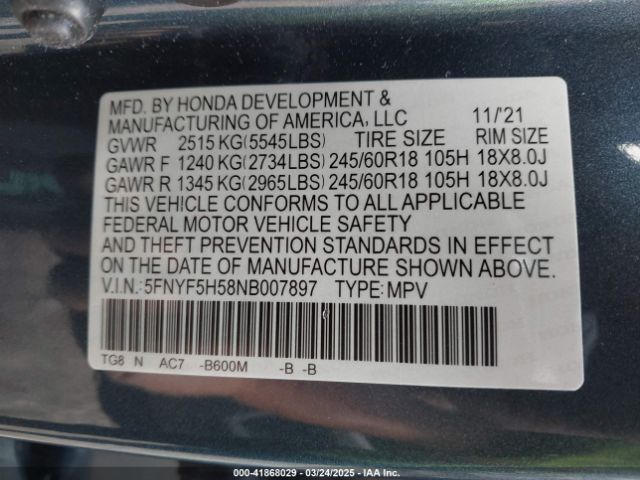 MFD. BY HONDA DEVELOPMENT &
MANUFACTURING OF AMERICA, LLC 11/'21
GVWR 2515 KG(5545LBS) TIRE SIZE RIM SIZE
GAWR F 1240 KG(2734LBS) 245/60R18 105H 18X8.0J
GAWR R 1345 KG(2965LBS) 245/60R18 105H 18X8.0J
THIS VEHICLE CONFORMS TO ALL APPLICABLE
FEDERAL MOTOR VEHICLE SAFETY
AND THEFT PREVENTION STANDARDS IN EFFECT
ON THE DATE OF MANUFACTURE SHOWN ABOVE.
V.I.N.: 5FNYF5H58NB007897 TYPE: MPV
TG8 N AC7 -B600M -B -B
000-41868029 — 03/24/2025 — IAA Inc.